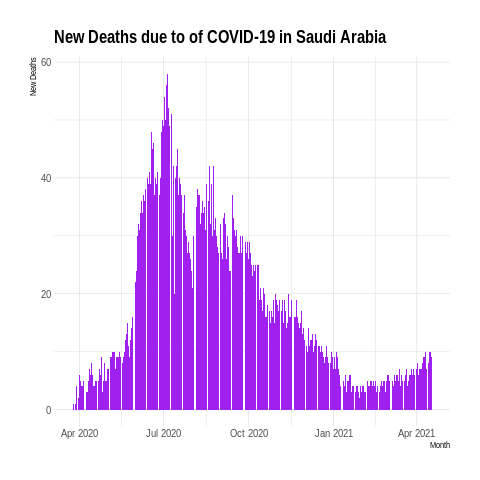 New Deaths due to of COVID-19 in Saudi Arabia
New Deaths
60
40
20
0
Apr 2020 Jul 2020 Oct 2020 Jan 2021 Apr 2021
Month